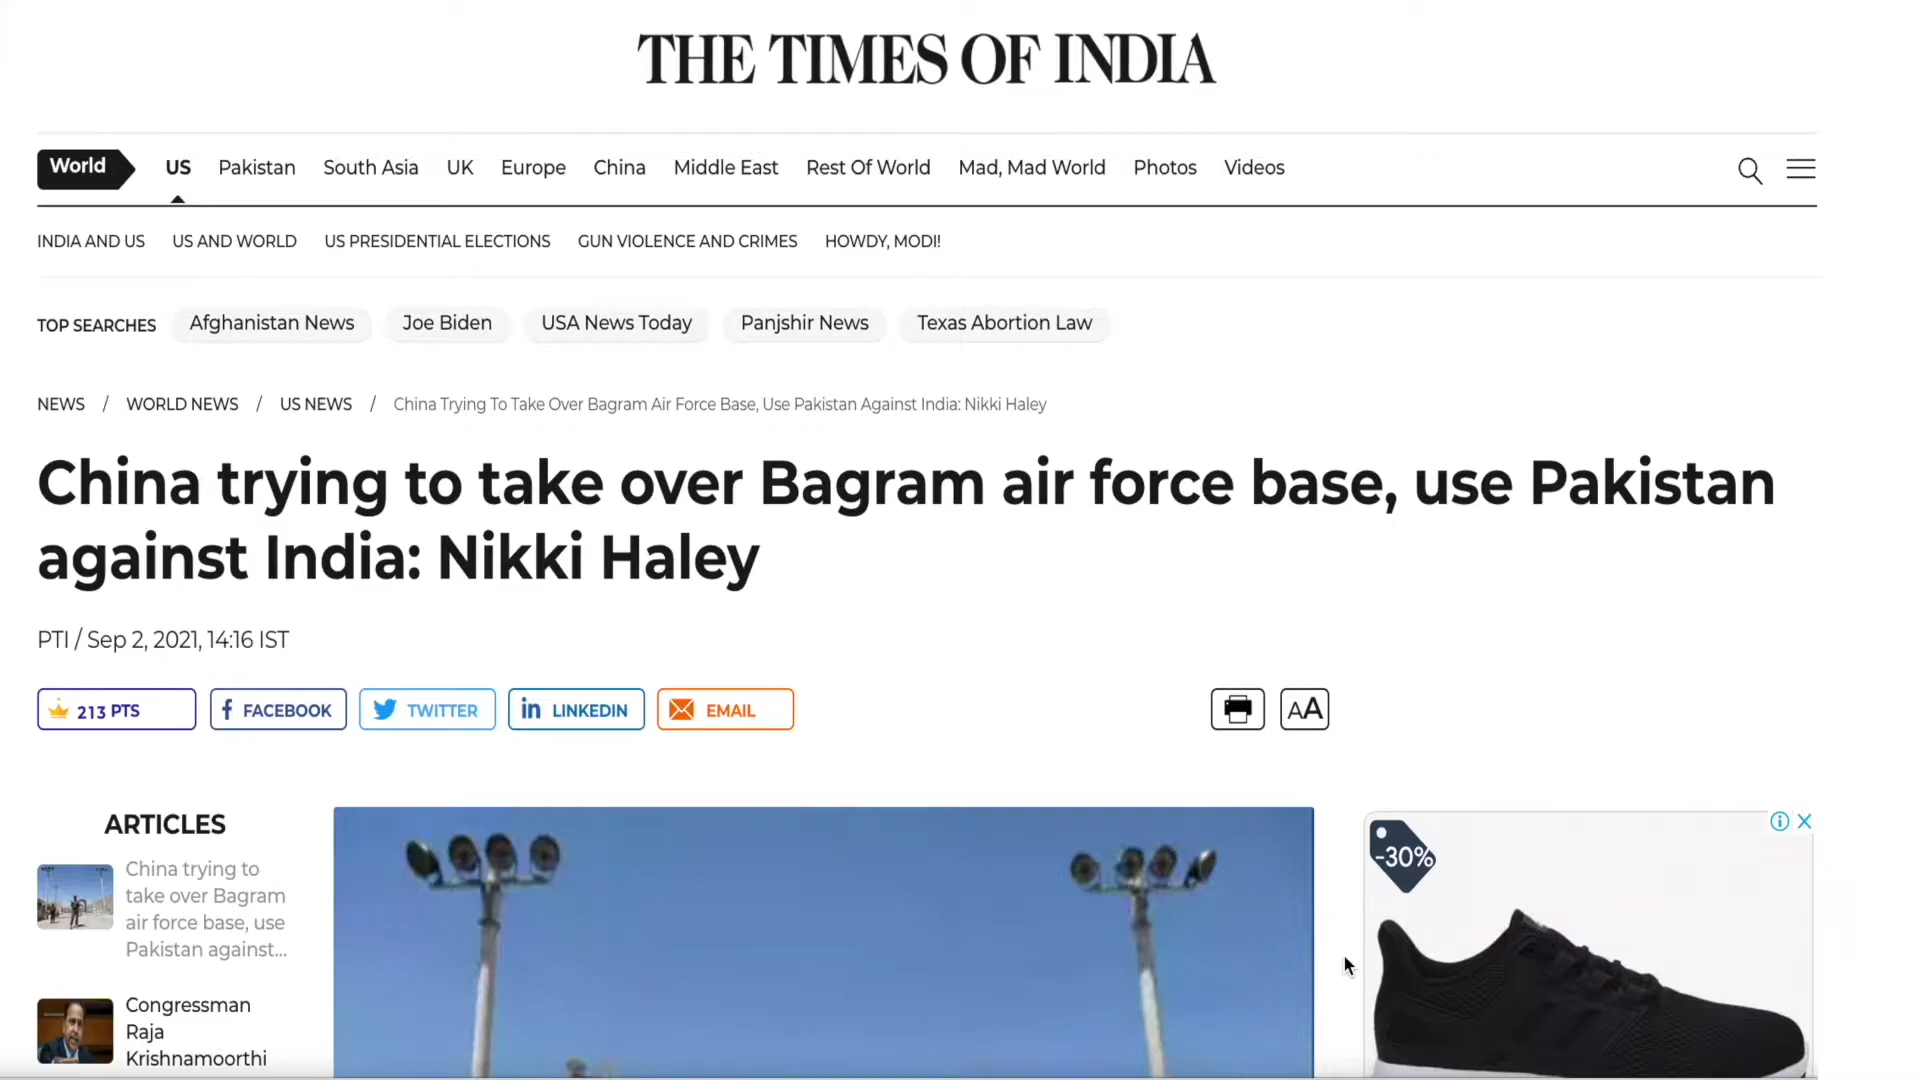 THE TIMES OF INDIA
World US Pakistan South Asia UK Europe China Middle East Rest Of World Mad, Mad World Photos Videos
INDIA AND US US AND WORLD US PRESIDENTIAL ELECTIONS GUN VIOLENCE AND CRIMES HOWDY, MODI!
TOP SEARCHES Afghanistan News Joe Biden USA News Today Panjshir News Texas Abortion Law
NEWS / WORLD NEWS / US NEWS / China Trying To Take Over Bagram Air Force Base, Use Pakistan Against India: Nikki Haley
China trying to take over Bagram air force base, use Pakistan
against India: Nikki Haley
PTI / Sep 2, 2021, 14:16 IST
213 PTS FACEBOOK TWITTER in LINKEDIN EMAIL AA
ARTICLES
China trying to
take over Bagram
air force base, use
Pakistan against...
Congressman
Raja
Krishnamoorthi
-30%